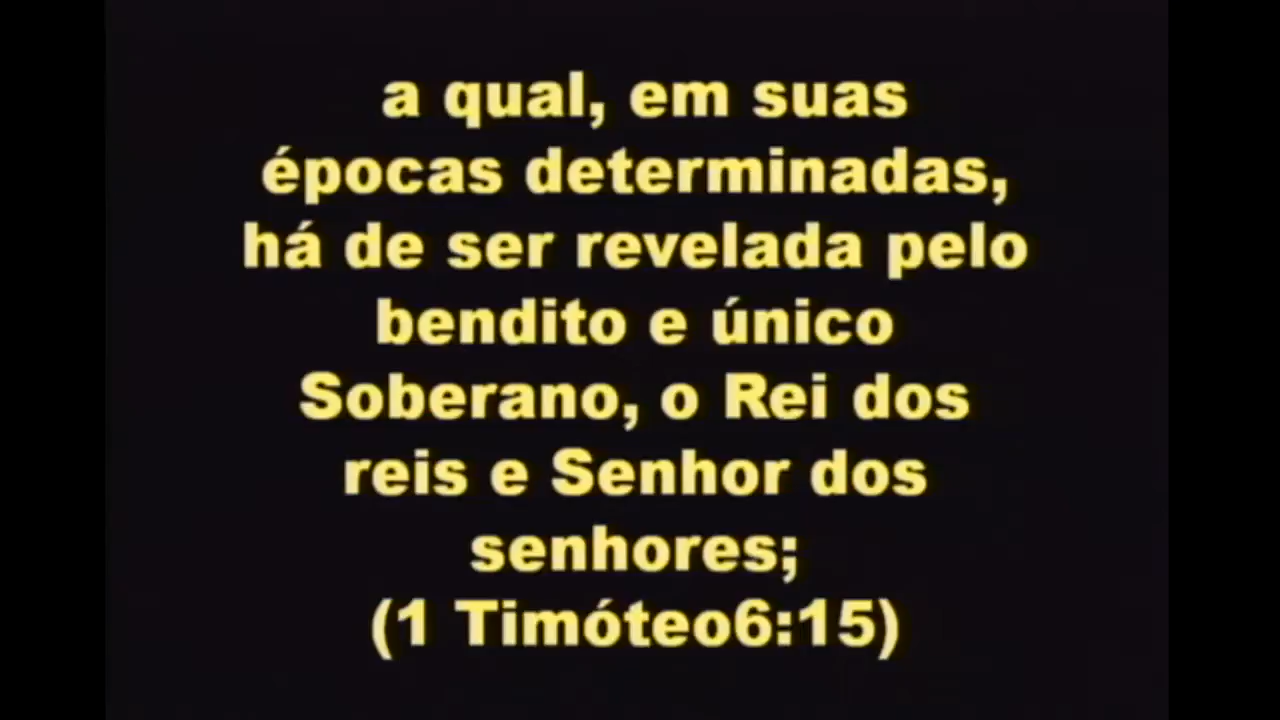 a qual, em suas
épocas determinadas,
há de ser revelada pelo
bendito e único
Soberano, o Rei dos
reis e Senhor dos
senhores;
(1 Timóteo6:15)